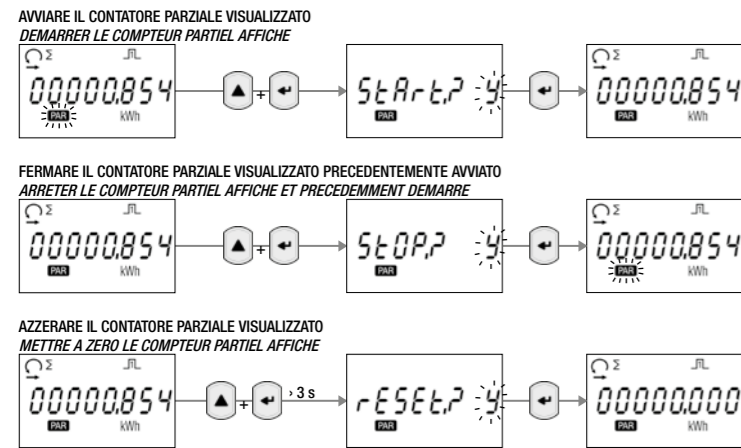 AVVIARE IL CONTATORE PARZIALE VISUALIZZATO
DEMARRER LE COMPTEUR PARTIEL AFFICHE
Σ
00000.854 + StArt,? y 00000.854
PAR kWh PAR PAR kWh
FERMARE IL CONTATORE PARZIALE VISUALIZZATO PRECEDENTEMENTE AVVIATO
ARRETER LE COMPTEUR PARTIEL AFFICHE ET PRECEDEMMENT DEMARRE
Σ Σ
00000.854 + StOP,? y 00000.854
PAR kWh PAR PAR kWh
AZZERARE IL CONTATORE PARZIALE VISUALIZZATO
METTRE A ZERO LE COMPTEUR PARTIEL AFFICHE
Σ Σ
00000.854 + › 3 s rESEt,? y 00000.000
PAR kWh PAR PAR kWh